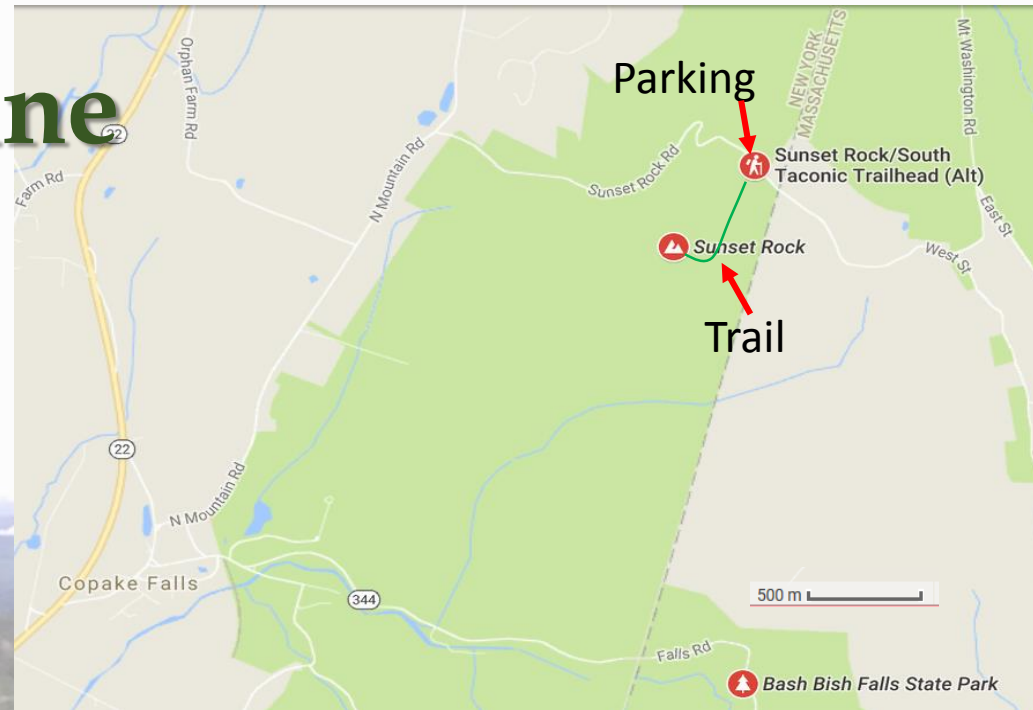 ne
Parking
NEW YORK
MASSACHUSETTS
Mt Washington Rd
Orphan Farm Rd
22
Farm Rd
N Mountain Rd
Sunset Rock Rd
Sunset Rock/South
Taconic Trailhead (Alt)
East St
Sunset Rock
West St
Trail
22
N Mountain Rd
Copake Falls
344
500 m
Falls Rd
Bash Bish Falls State Park